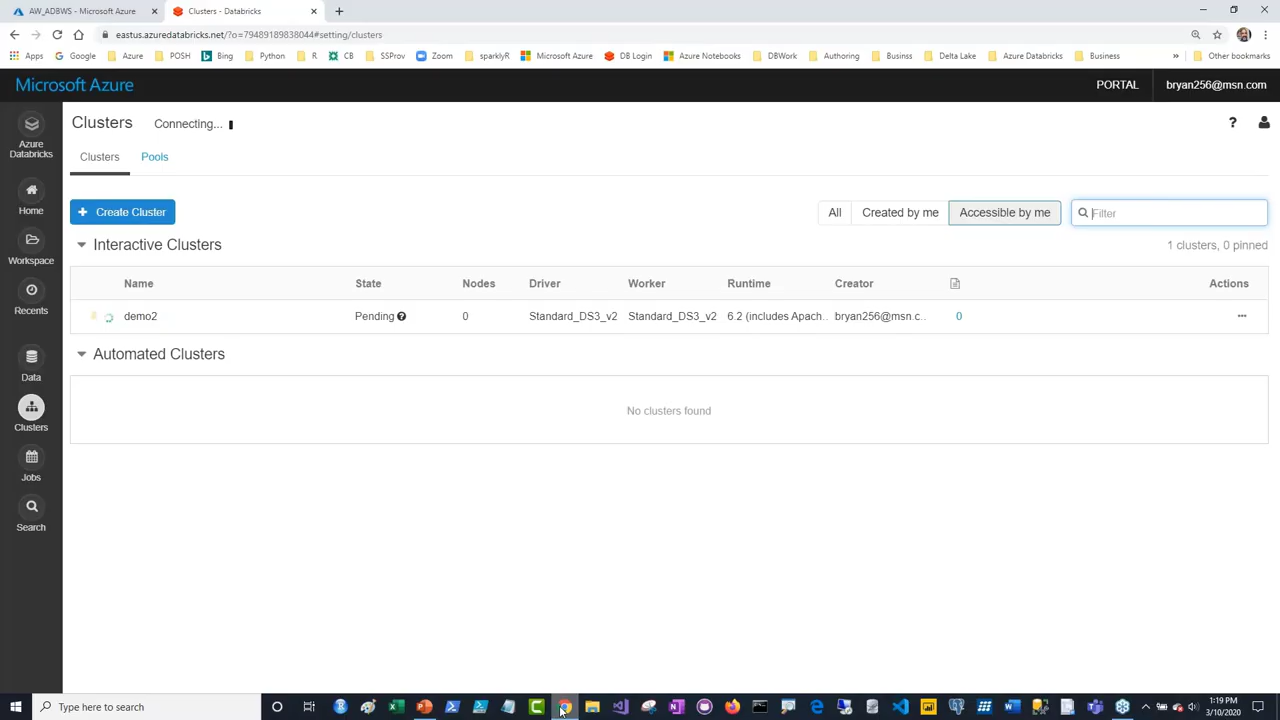 AW_ADBWS - Microsoft Azure
Clusters - Databricks
eastus.azuredatabricks.net/?o=79489189838044#setting/clusters
Apps Google Azure POSH Bing Python R CB SSProv Zoom sparklyR Microsoft Azure DB Login Azure Notebooks DBWork Authoring Businss Delta Lake Azure Databricks Business » Other bookmarks
Microsoft Azure
PORTAL
bryan256@msn.com
Azure
Databricks
Home
Workspace
Recents
Data
Clusters
Jobs
Search
Clusters Connecting...
?
Clusters Pools
+ Create Cluster
All Created by me Accessible by me Filter
Interactive Clusters
1 clusters, 0 pinned
Name State Nodes Driver Worker Runtime Creator Actions
demo2 Pending ? 0 Standard_DS3_v2 Standard_DS3_v2 6.2 (includes Apach.. bryan256@msn.c.. 0 ...
Automated Clusters
No clusters found
Type here to search
1:19 PM
3/10/2020